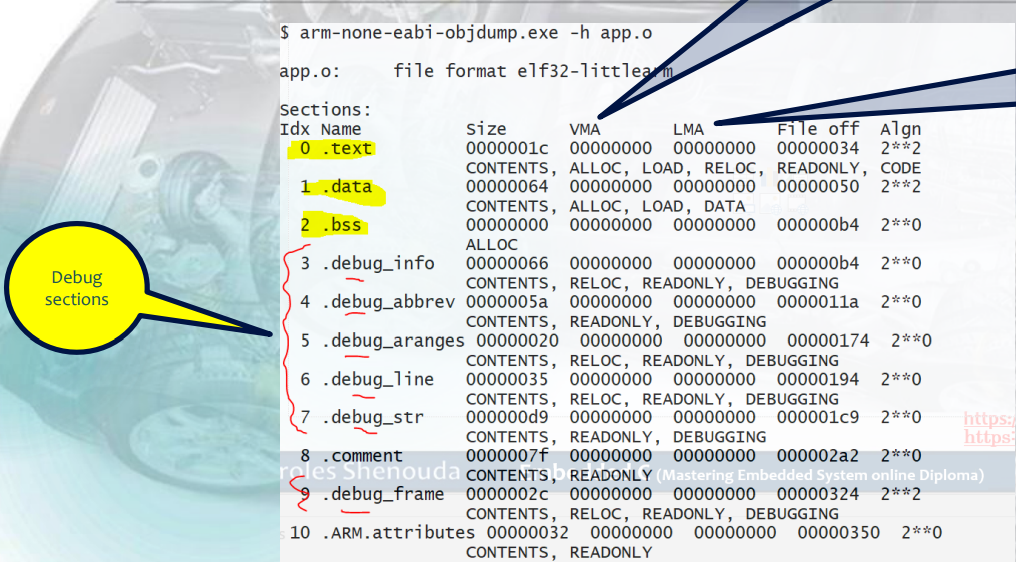 $ arm-none-eabi-objdump.exe -h app.o
app.o:     file format elf32-littlearm
Sections:
Idx Name          Size      VMA       LMA       File off  Algn
0 .text         0000001c  00000000  00000000  00000034  2**2
CONTENTS, ALLOC, LOAD, RELOC, READONLY, CODE
1 .data         00000064  00000000  00000000  00000050  2**2
CONTENTS, ALLOC, LOAD, DATA
2 .bss          00000000  00000000  00000000  000000b4  2**0
ALLOC
3 .debug_info   00000066  00000000  00000000  000000b4  2**0
CONTENTS, RELOC, READONLY, DEBUGGING
Debug
sections
4 .debug_abbrev 0000005a  00000000  00000000  0000011a  2**0
CONTENTS, READONLY, DEBUGGING
5 .debug_aranges 00000020  00000000  00000000  00000174  2**0
CONTENTS, RELOC, READONLY, DEBUGGING
6 .debug_line   00000035  00000000  00000000  00000194  2**0
CONTENTS, RELOC, READONLY, DEBUGGING
7 .debug_str    000000d9  00000000  00000000  000001c9  2**0
CONTENTS, READONLY, DEBUGGING
https:
https:
8 .comment      0000007f  00000000  00000000  000002a2  2**0
CONTENTS, READONLY
roles Shenouda Embedded C (Mastering Embedded System online Diploma)
9 .debug_frame  0000002c  00000000  00000000  00000324  2**2
CONTENTS, RELOC, READONLY, DEBUGGING
10 .ARM.attributes 00000032  00000000  00000000  00000350  2**0
CONTENTS, READONLY